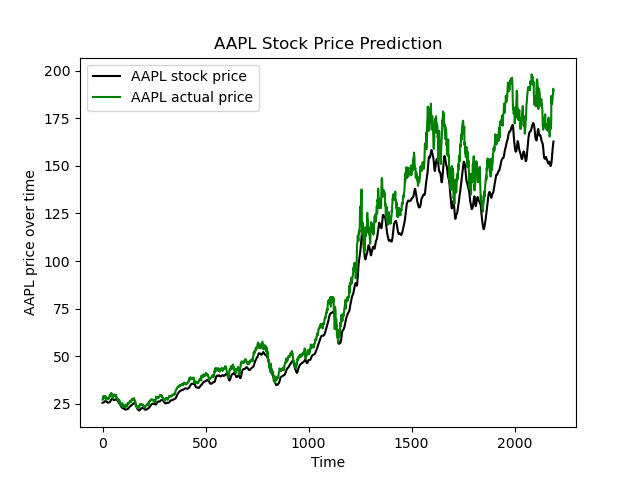 AAPL Stock Price Prediction
AAPL stock price
AAPL actual price
AAPL price over time
200
175
150
125
100
75
50
25
0
500
1000
1500
2000
Time